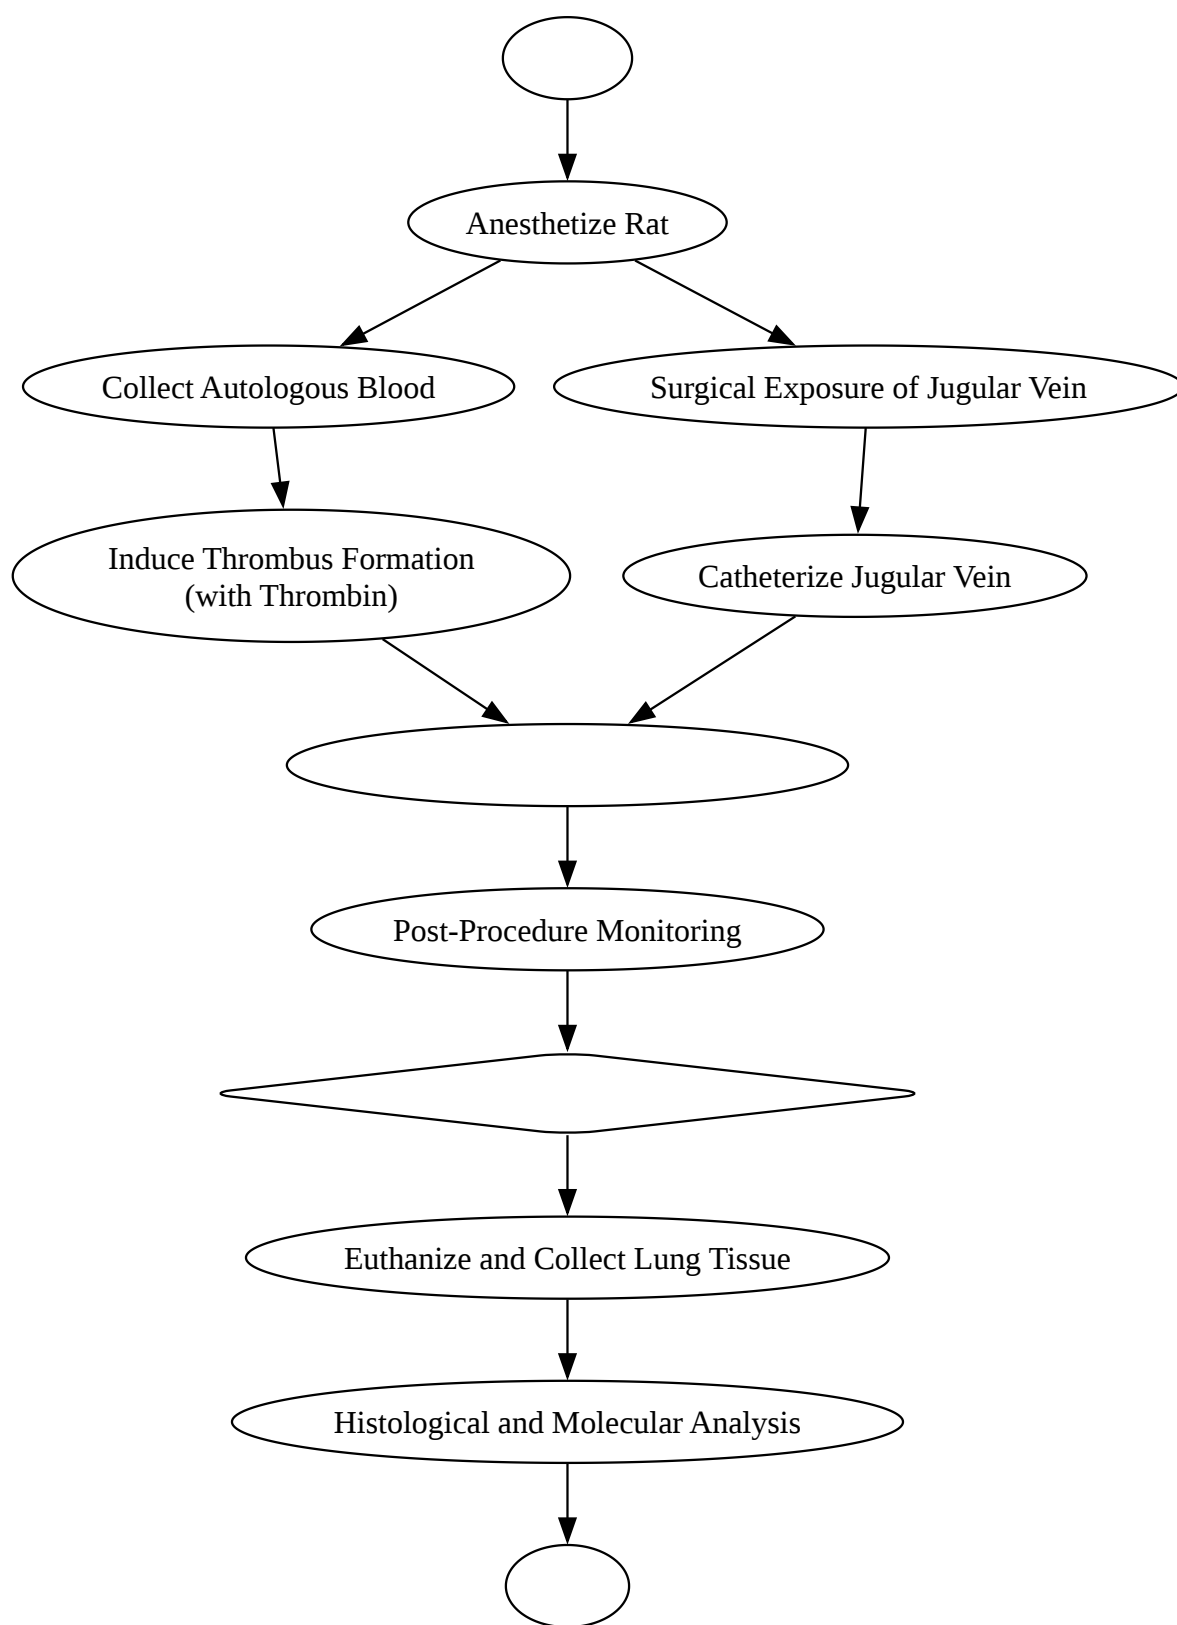 Anesthetize Rat
Collect Autologous Blood
Surgical Exposure of Jugular Vein
Induce Thrombus Formation
(with Thrombin)
Catheterize Jugular Vein
Post-Procedure Monitoring
Euthanize and Collect Lung Tissue
Histological and Molecular Analysis